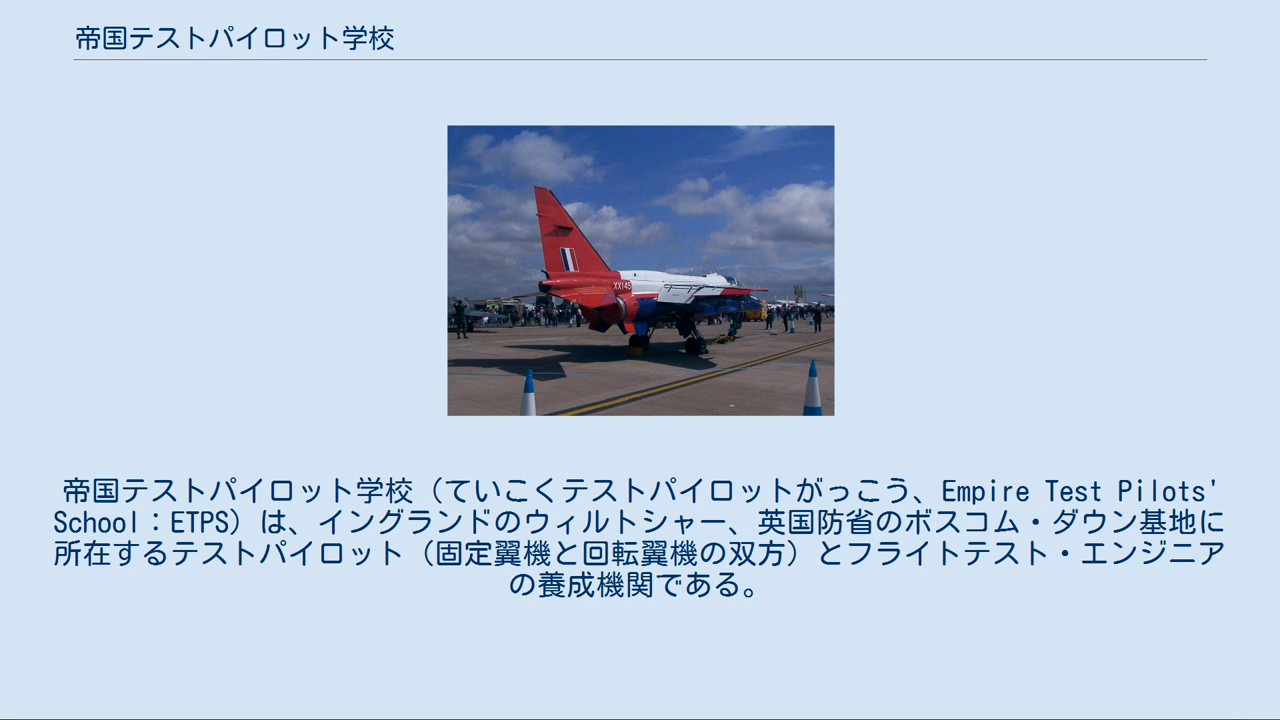 帝国テストパイロット学校
XX145
帝国テストパイロット学校（ていこくテストパイロットがっこう、Empire Test Pilots'
School：ETPS）は、イングランドのウィルトシャー、英国防省のボスコム・ダウン基地に
所在するテストパイロット（固定翼機と回転翼機の双方）とフライトテスト・エンジニア
の養成機関である。